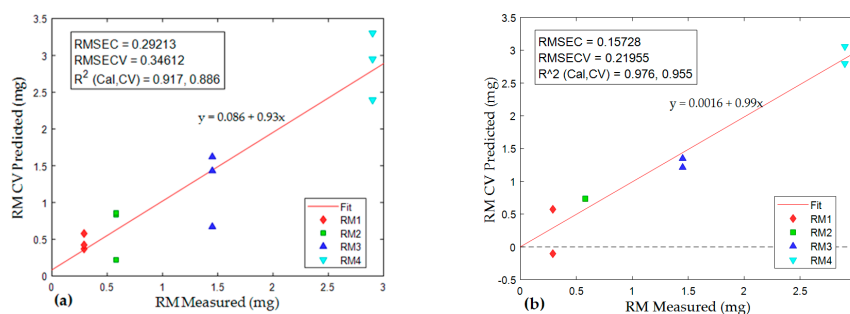 RMSEC = 0.29213
RMSECV = 0.34612
R² (Cal,CV) = 0.917, 0.886
y = 0.086 + 0.93x
RM CV Predicted (mg)
3.5
3
2.5
2
1.5
1
0.5
0
Fit
RM1
RM2
RM3
RM4
(a)
0
0.5
1
1.5
2
2.5
3
RM Measured (mg)
RMSEC = 0.15728
RMSECV = 0.21955
R^2 (Cal,CV) = 0.976, 0.955
y = 0.0016 + 0.99x
RM CV Predicted (mg)
3.5
3
2.5
2
1.5
1
0.5
0
-0.5
Fit
RM1
RM2
RM3
RM4
(b)
0
0.5
1
1.5
2
2.5
RM Measured (mg)